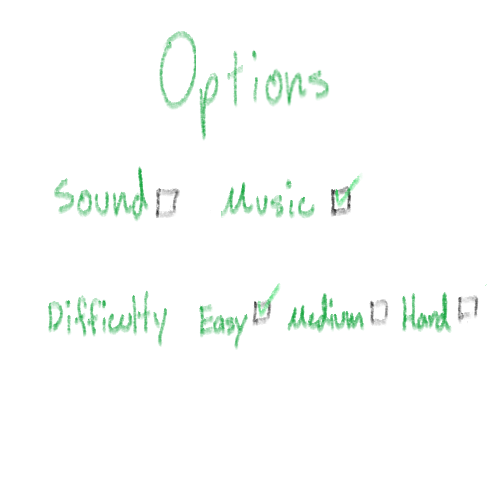 Options
Sound ☐ Music ☑
Difficulty Easy ☑ Medium ☐ Hard ☐